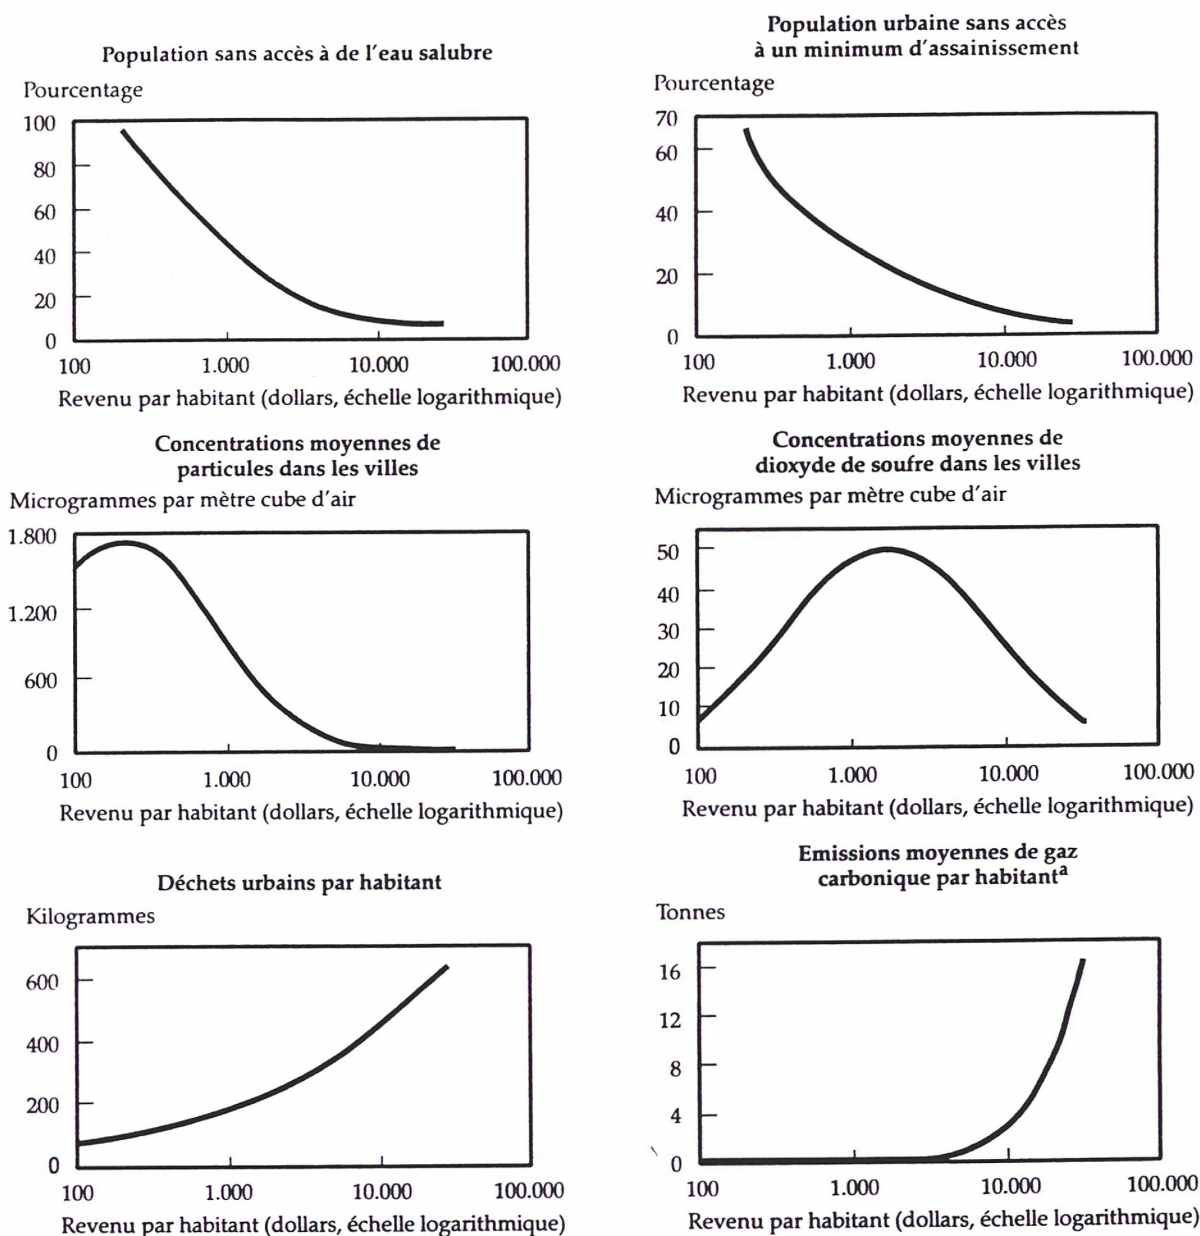 Population sans accès à de l'eau salubre
Pourcentage
100
80
60
40
20
0
100 1.000 10.000 100.000
Revenu par habitant (dollars, échelle logarithmique)
Population urbaine sans accès
à un minimum d'assainissement
Pourcentage
70
60
40
20
0
100 1.000 10.000 100.000
Revenu par habitant (dollars, échelle logarithmique)
Concentrations moyennes de
particules dans les villes
Microgrammes par mètre cube d'air
1.800
1.200
600
0
100 1.000 10.000 100.000
Revenu par habitant (dollars, échelle logarithmique)
Concentrations moyennes de
dioxyde de soufre dans les villes
Microgrammes par mètre cube d'air
50
40
30
20
10
0
100 1.000 10.000 100.000
Revenu par habitant (dollars, échelle logarithmique)
Déchets urbains par habitant
Kilogrammes
600
400
200
0
100 1.000 10.000 100.000
Revenu par habitant (dollars, échelle logarithmique)
Emissions moyennes de gaz
carbonique par habitantª
Tonnes
16
12
8
4
0
100 1.000 10.000 100.000
Revenu par habitant (dollars, échelle logarithmique)